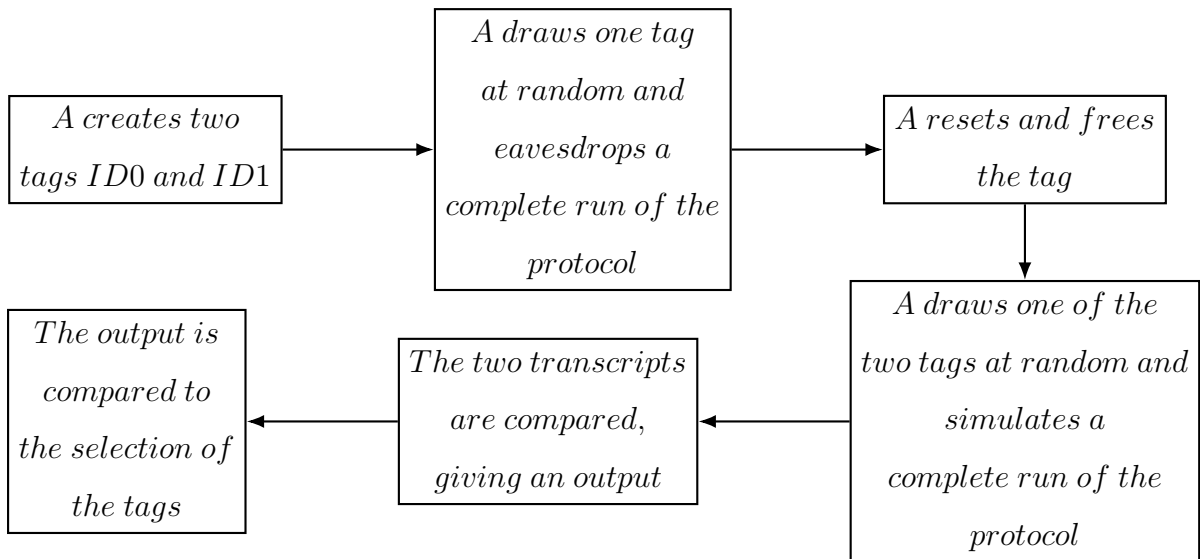 A creates two
tags ID0 and ID1
A draws one tag
at random and
eavesdrops a
complete run of the
protocol
A resets and frees
the tag
A draws one of the
two tags at random and
simulates a
complete run of the
protocol
The two transcripts
are compared,
giving an output
The output is
compared to
the selection of
the tags